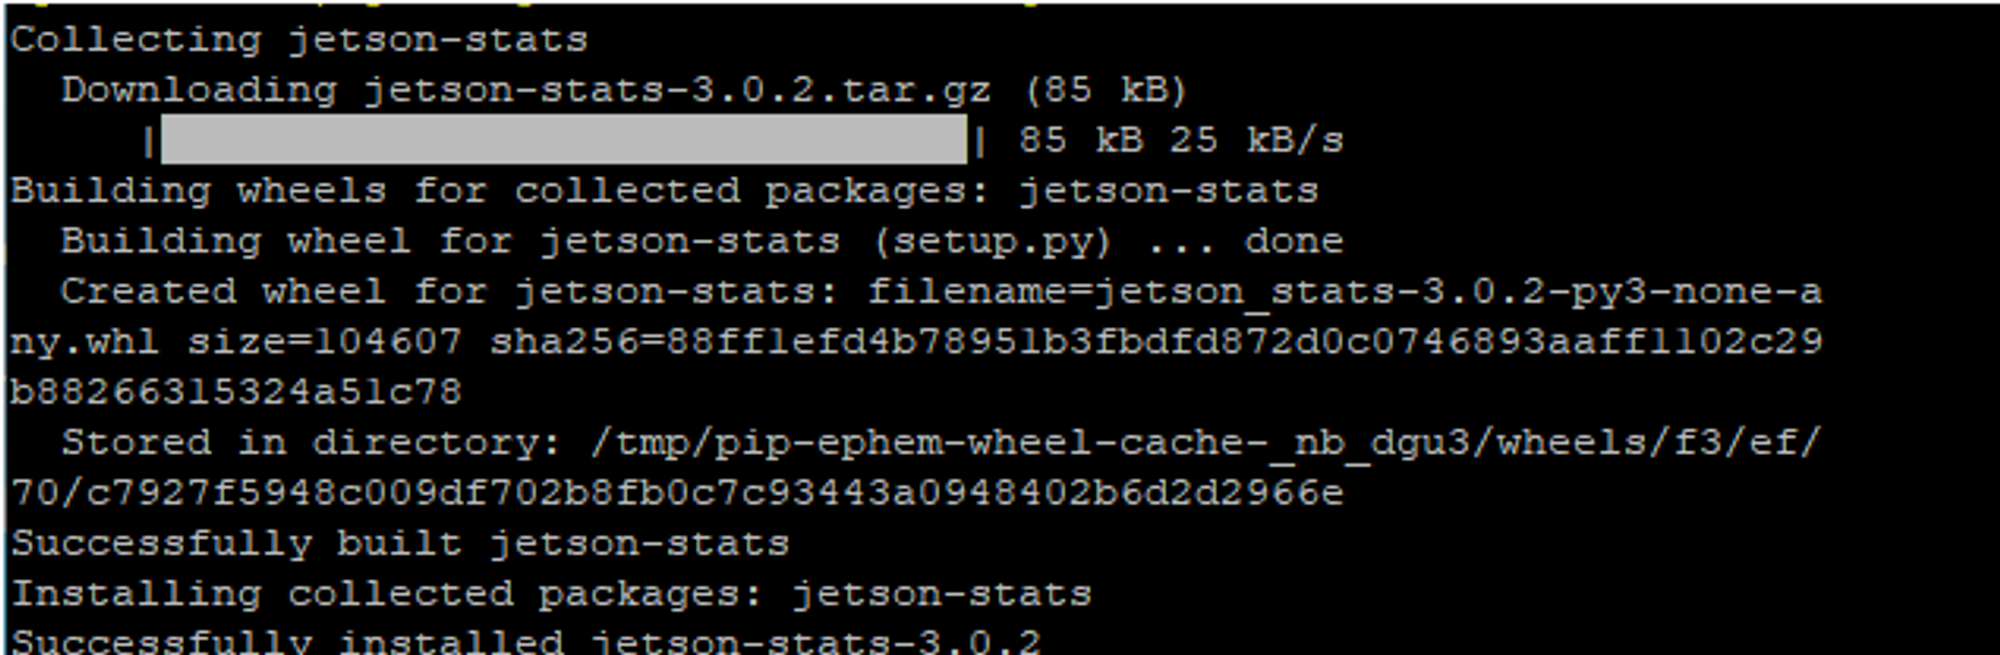 Collecting jetson-stats
  Downloading jetson-stats-3.0.2.tar.gz (85 kB)
     |                                | 85 kB 25 kB/s
Building wheels for collected packages: jetson-stats
  Building wheel for jetson-stats (setup.py) ... done
  Created wheel for jetson-stats: filename=jetson_stats-3.0.2-py3-none-a
ny.whl size=104607 sha256=88ff1efd4b78951b3fbdfd872d0c0746893aaff1102c29
b88266315324a51c78
  Stored in directory: /tmp/pip-ephem-wheel-cache-_nb_dgu3/wheels/f3/ef/
70/c7927f5948c009df702b8fb0c7c93443a0948402b6d2d2966e
Successfully built jetson-stats
Installing collected packages: jetson-stats
Successfully installed jetson-stats-3.0.2